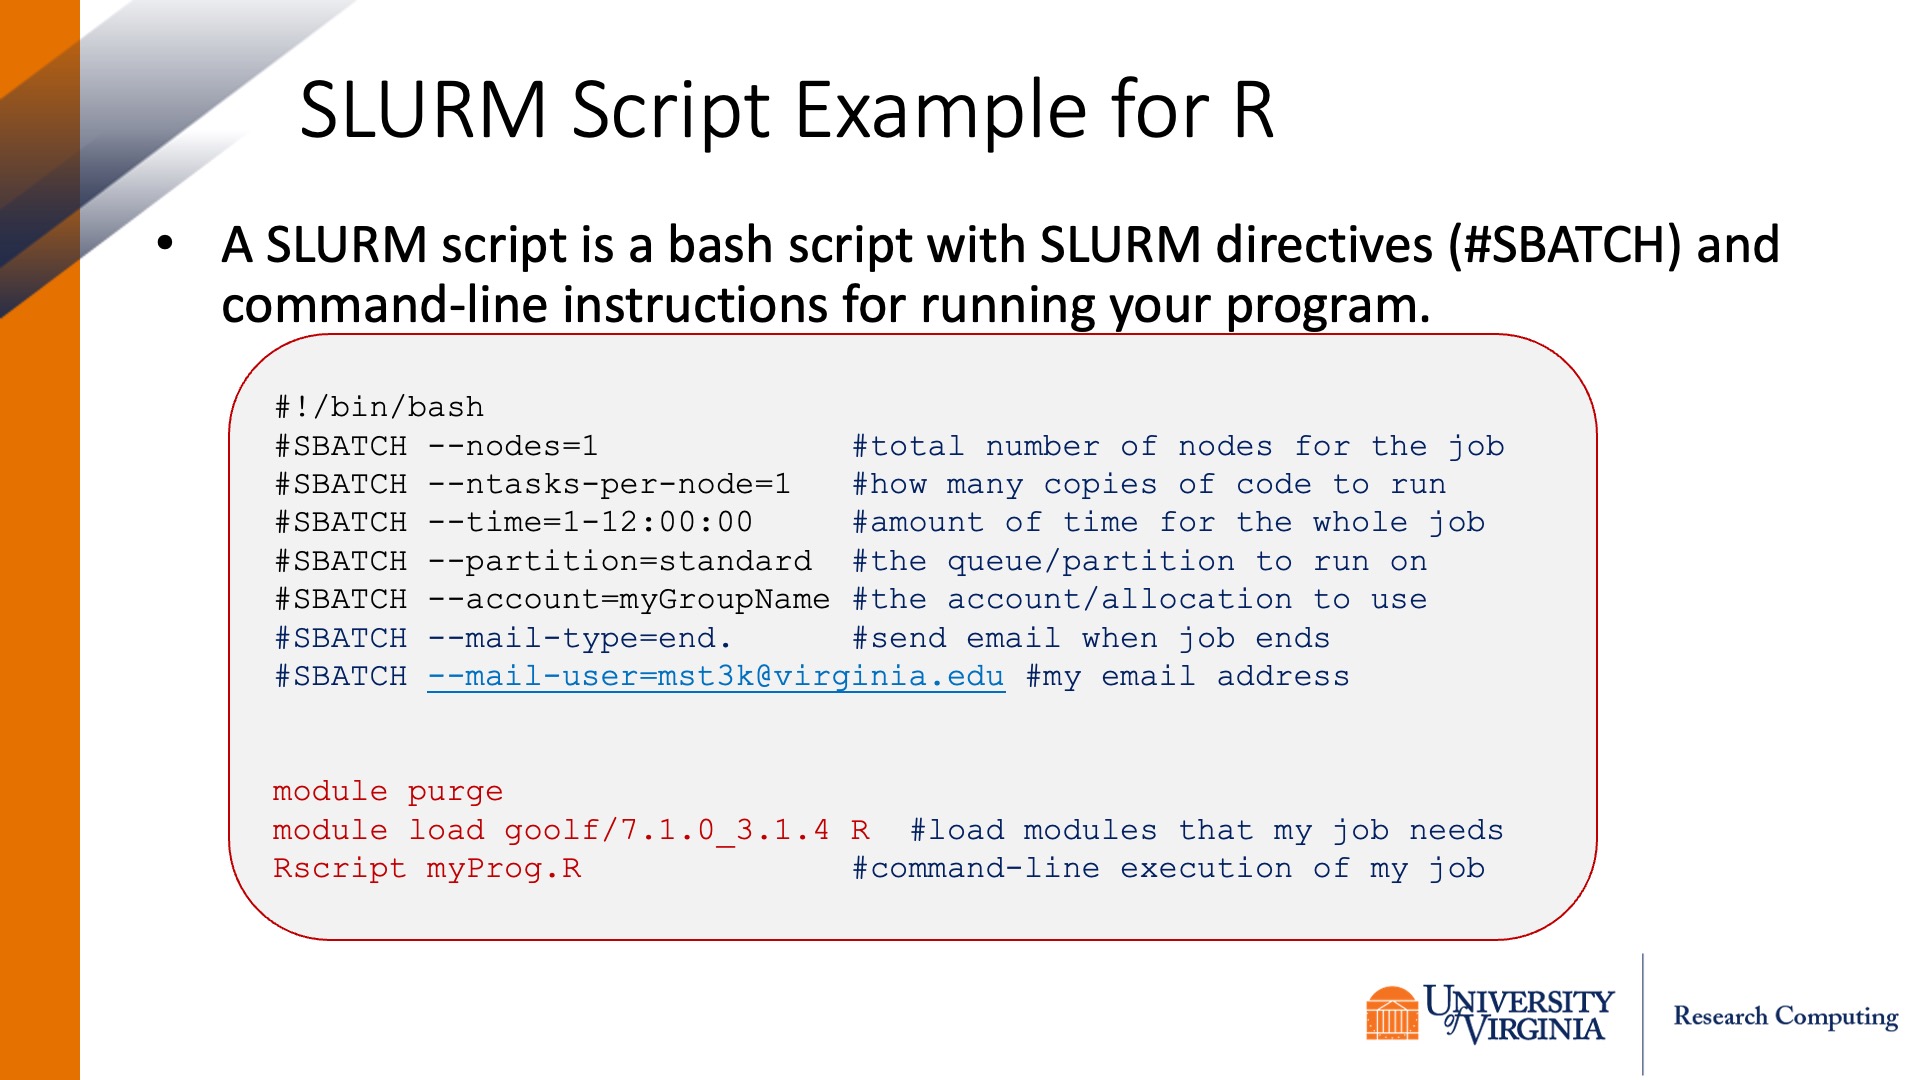 SLURM Script Example for R
• A SLURM script is a bash script with SLURM directives (#SBATCH) and
command-line instructions for running your program.
#!/bin/bash
#SBATCH --nodes=1 #total number of nodes for the job
#SBATCH --ntasks-per-node=1 #how many copies of code to run
#SBATCH --time=1-12:00:00 #amount of time for the whole job
#SBATCH --partition=standard #the queue/partition to run on
#SBATCH --account=myGroupName #the account/allocation to use
#SBATCH --mail-type=end. #send email when job ends
#SBATCH --mail-user=mst3k@virginia.edu #my email address
module purge
module load goolf/7.1.0_3.1.4 R #load modules that my job needs
Rscript myProg.R #command-line execution of my job
UNIVERSITY
of VIRGINIA
Research Computing